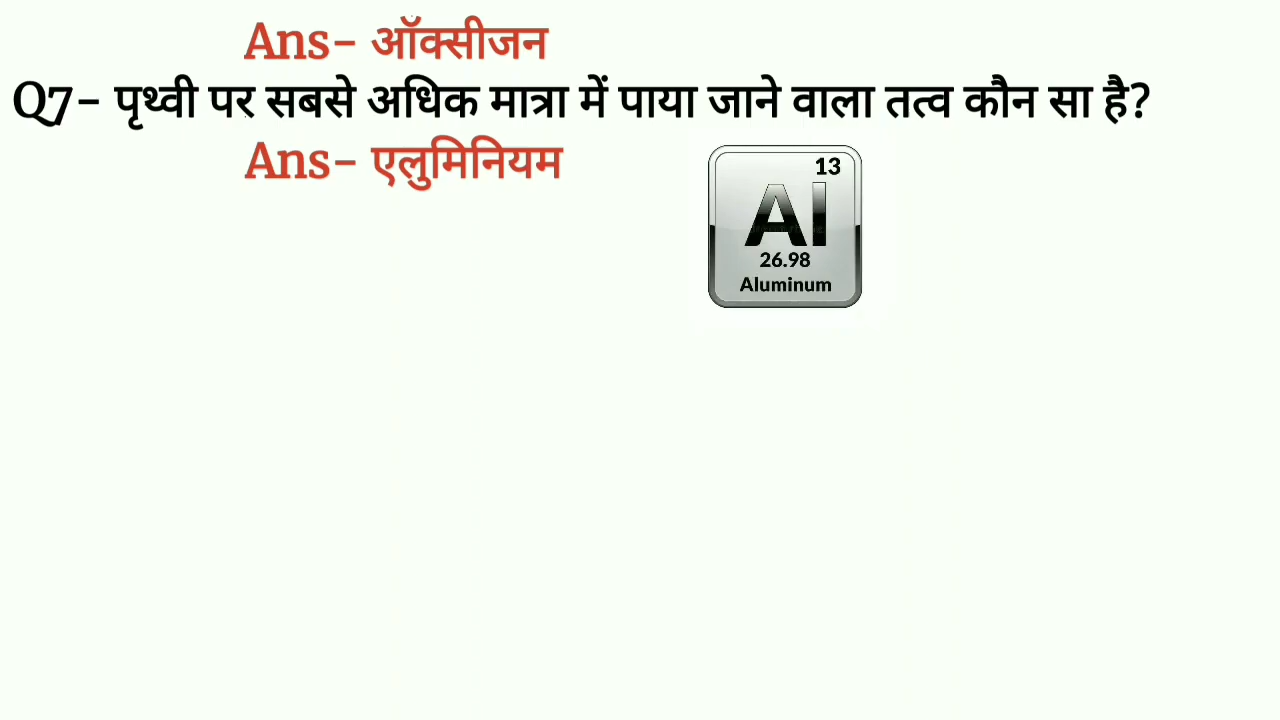 Ans- ऑक्सीजन
Q7- पृथ्वी पर सबसे अधिक मात्रा में पाया जाने वाला तत्व कौन सा है?
Ans- एलुमिनियम
13
Al
26.98
Aluminum